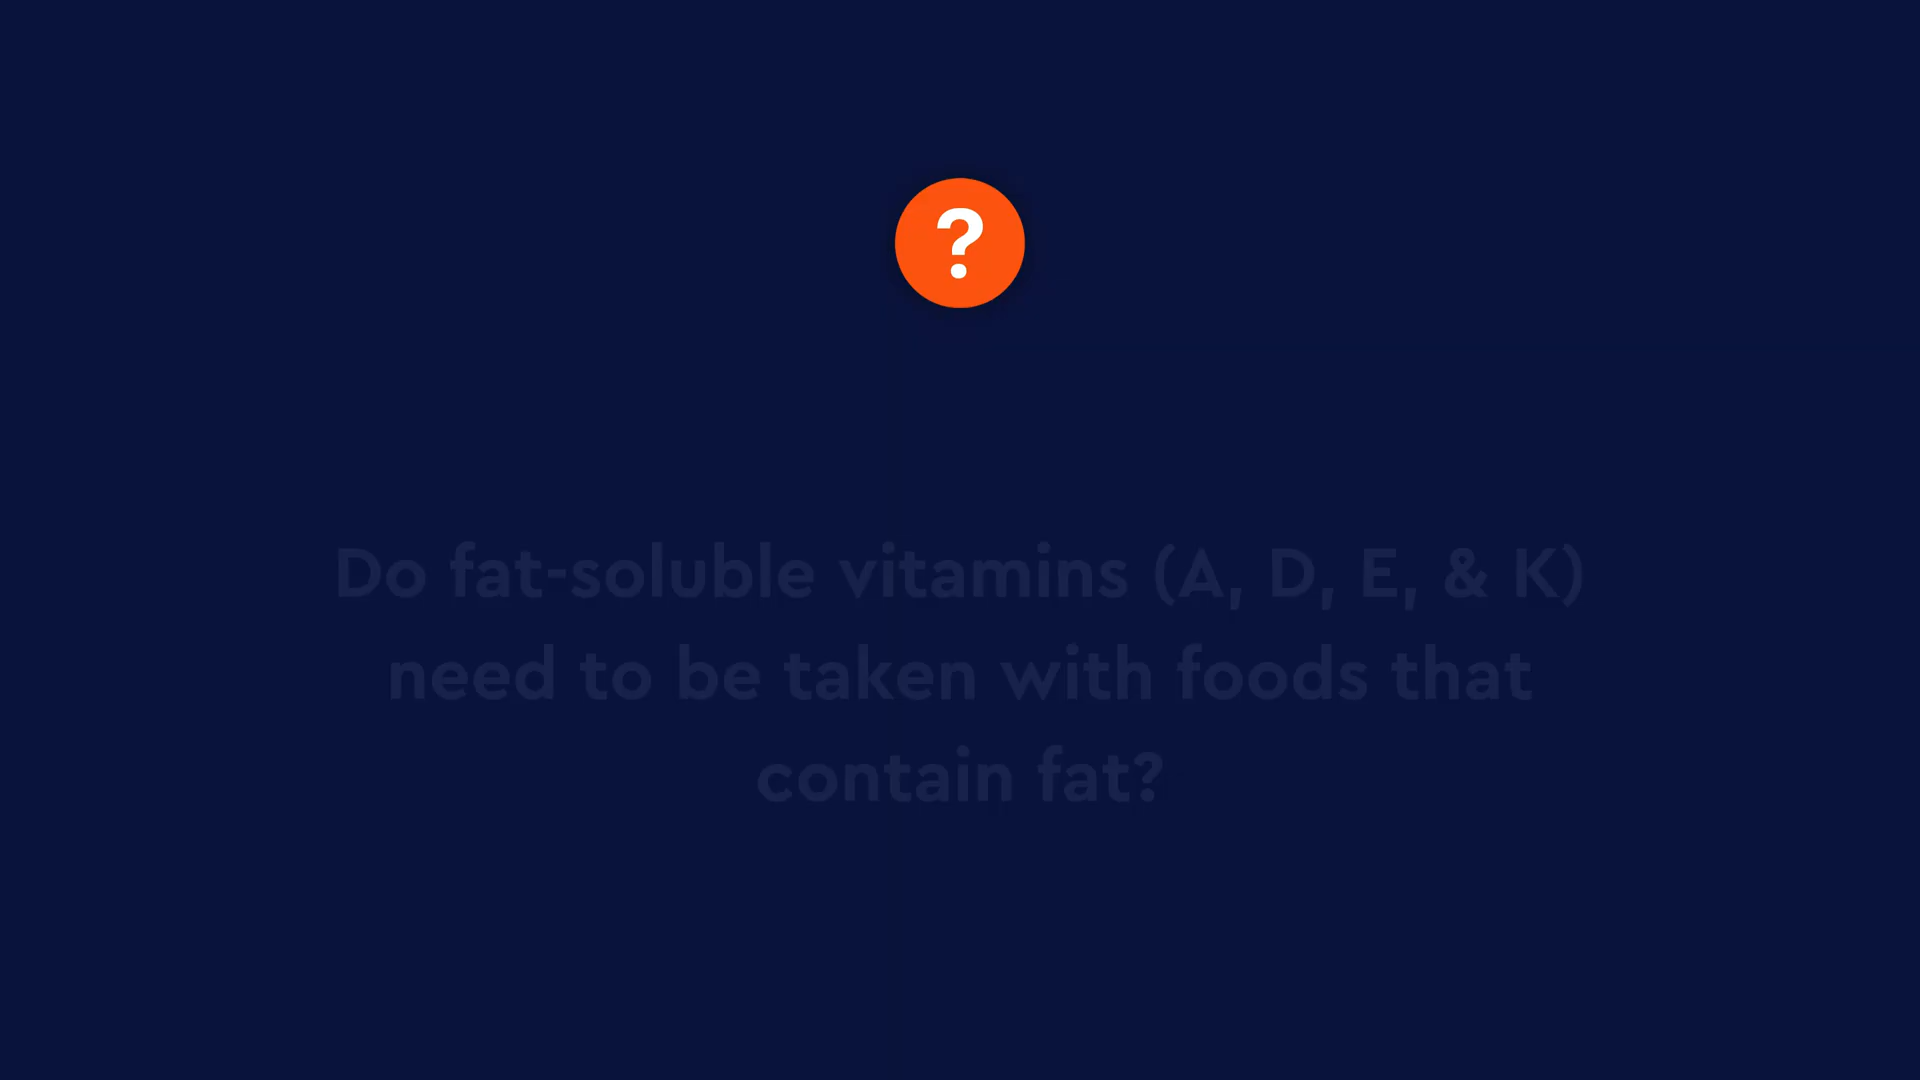 ?
Do fat-soluble vitamins (A, D, E, & K)
need to be taken with foods that
contain fat?